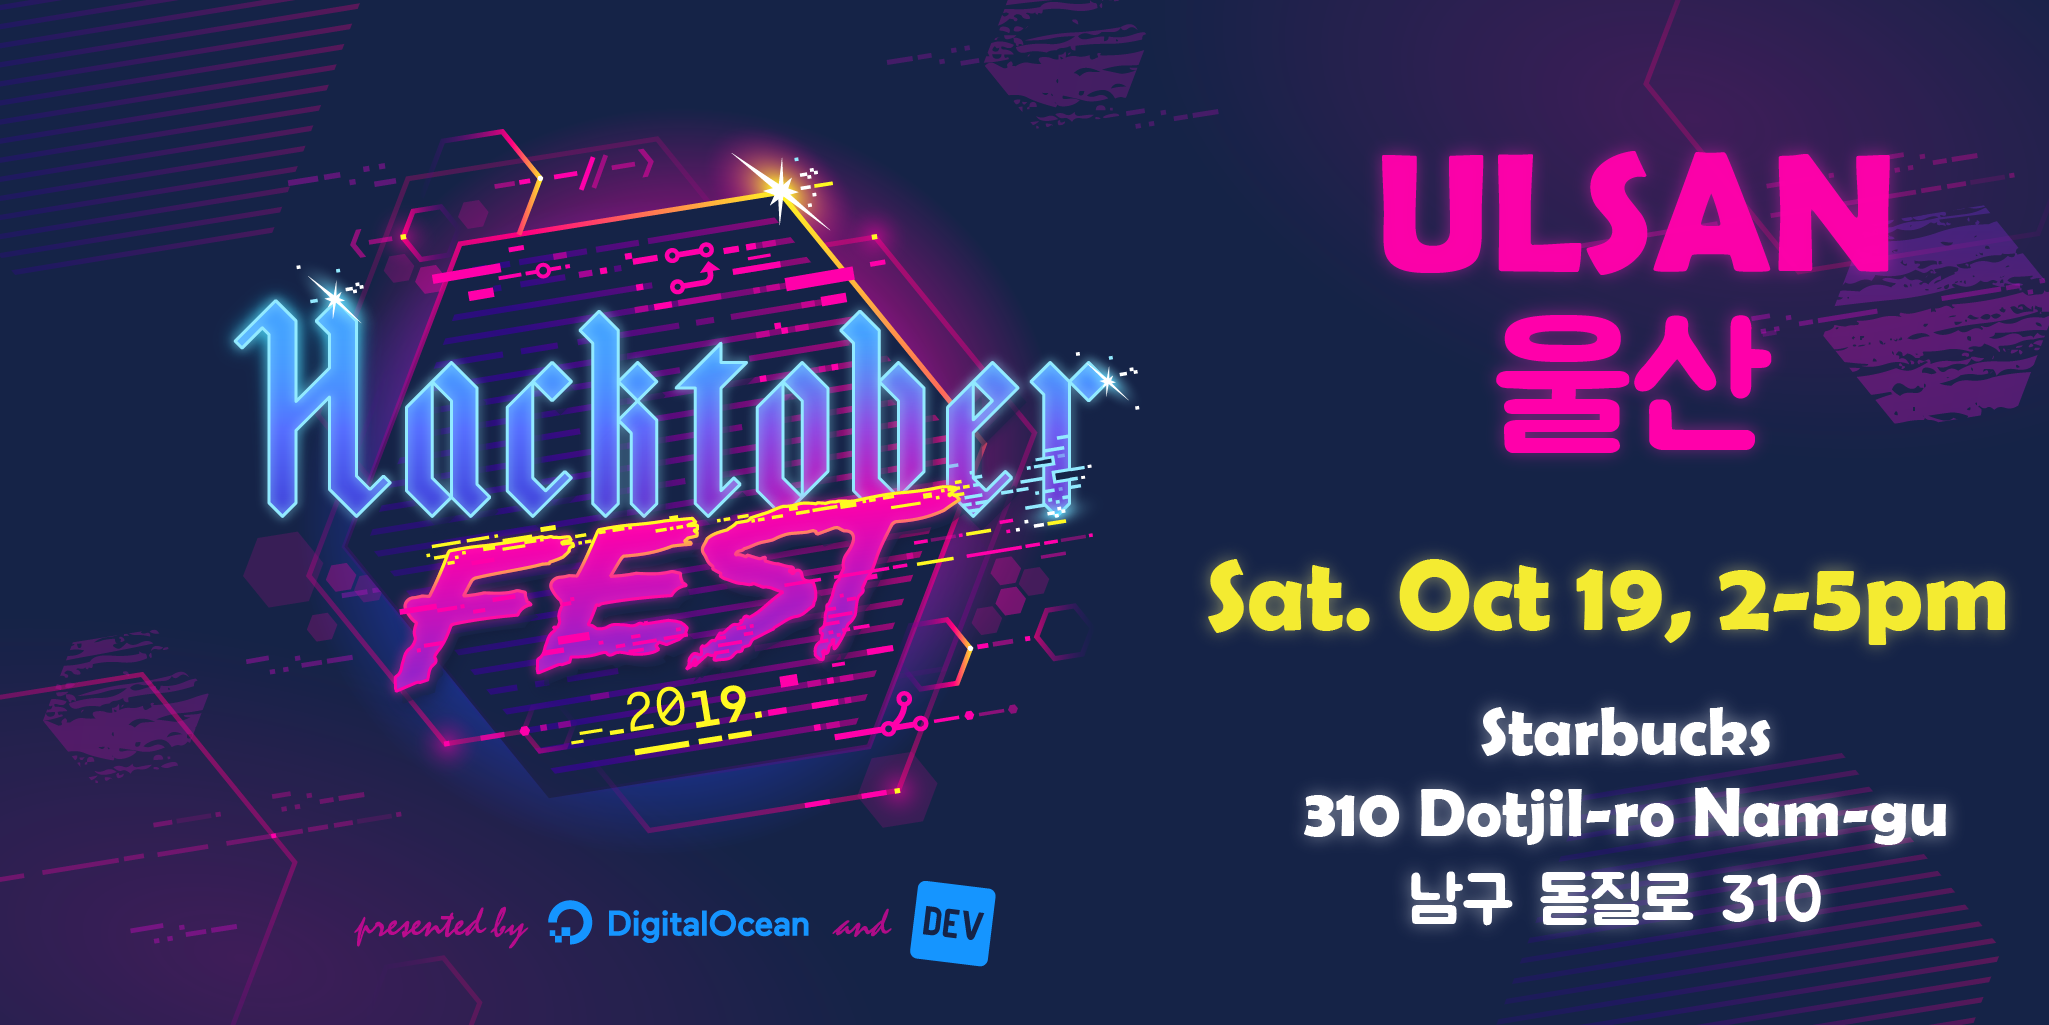 Hacktober
FEST
2019.
presented by DigitalOcean and DEV
ULSAN
울산
Sat. Oct 19, 2-5pm
Starbucks
310 Dotjil-ro Nam-gu
남구 돋질로 310